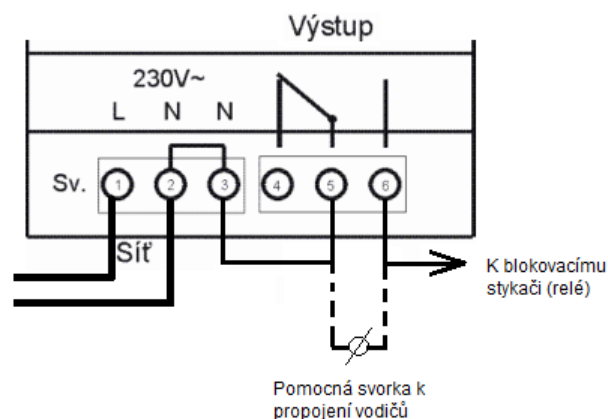 Výstup
230V~
L N N
Sv. 1 2 3 4 5 6
Síť
K blokovacímu
stykači (relé)
Pomocná svorka k
propojení vodičů